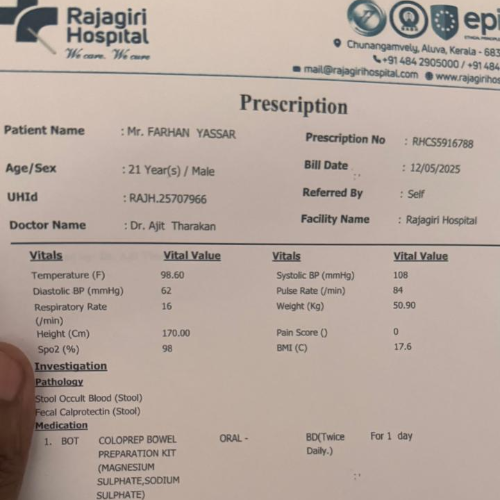 Rajagiri
Hospital
We care. We cure
epi
Chunangamvely, Aluva, Kerala - 683
+91 484 2905000 / +91 484
mail@rajagirihospital.com www.rajagirihos
Prescription
Patient Name : Mr. FARHAN YASSAR Prescription No : RHCS5916788
Age/Sex : 21 Year(s) / Male Bill Date : 12/05/2025
UHId : RAJH.25707966 Referred By : Self
Doctor Name : Dr. Ajit Tharakan Facility Name : Rajagiri Hospital
Vitals Vital Value Vitals Vital Value
Temperature (F) 98.60 Systolic BP (mmHg) 108
Diastolic BP (mmHg) 62 Pulse Rate (/min) 84
Respiratory Rate 16 Weight (Kg) 50.90
(/min)
Height (Cm) 170.00 Pain Score () 0
Spo2 (%) 98 BMI (C) 17.6
Investigation
Pathology
Stool Occult Blood (Stool)
Fecal Calprotectin (Stool)
Medication
1. BOT COLOPREP BOWEL ORAL - BD(Twice For 1 day
PREPARATION KIT Daily.)
(MAGNESIUM
SULPHATE,SODIUM
SULPHATE)